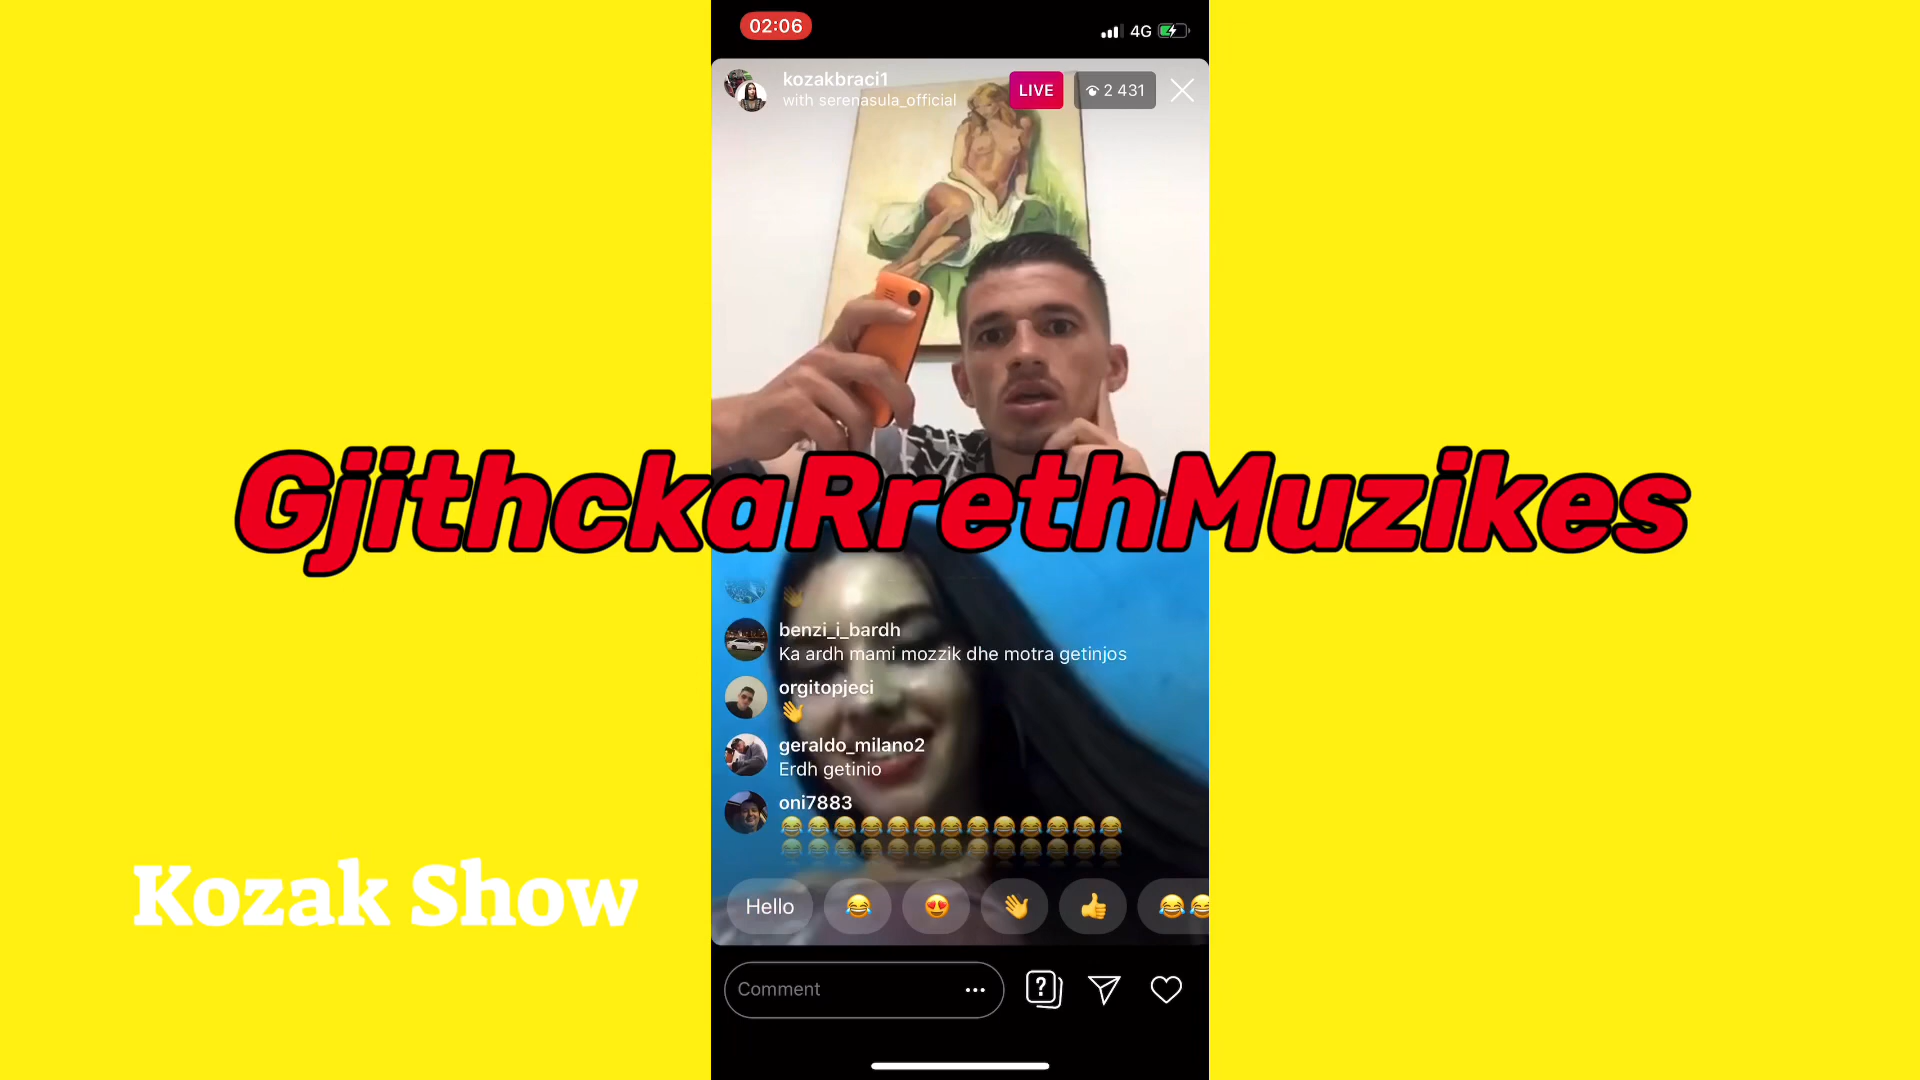 02:06
4G
kozakbraci1
with serenasula_official
LIVE
2 431
GjithckaRrethMuzikes
benzi_i_bardh
Ka ardh mami mozzik dhe motra getinjos
orgitopjeci
👋
geraldo_milano2
Erdh getinio
oni7883
😂😂😂😂😂😂😂😂😂😂😂😂😂
😂😂😂😂😂😂😂😂😂😂😂😂😂
Kozak Show
Hello 😂 😍 👋 👍 😂😂
Comment